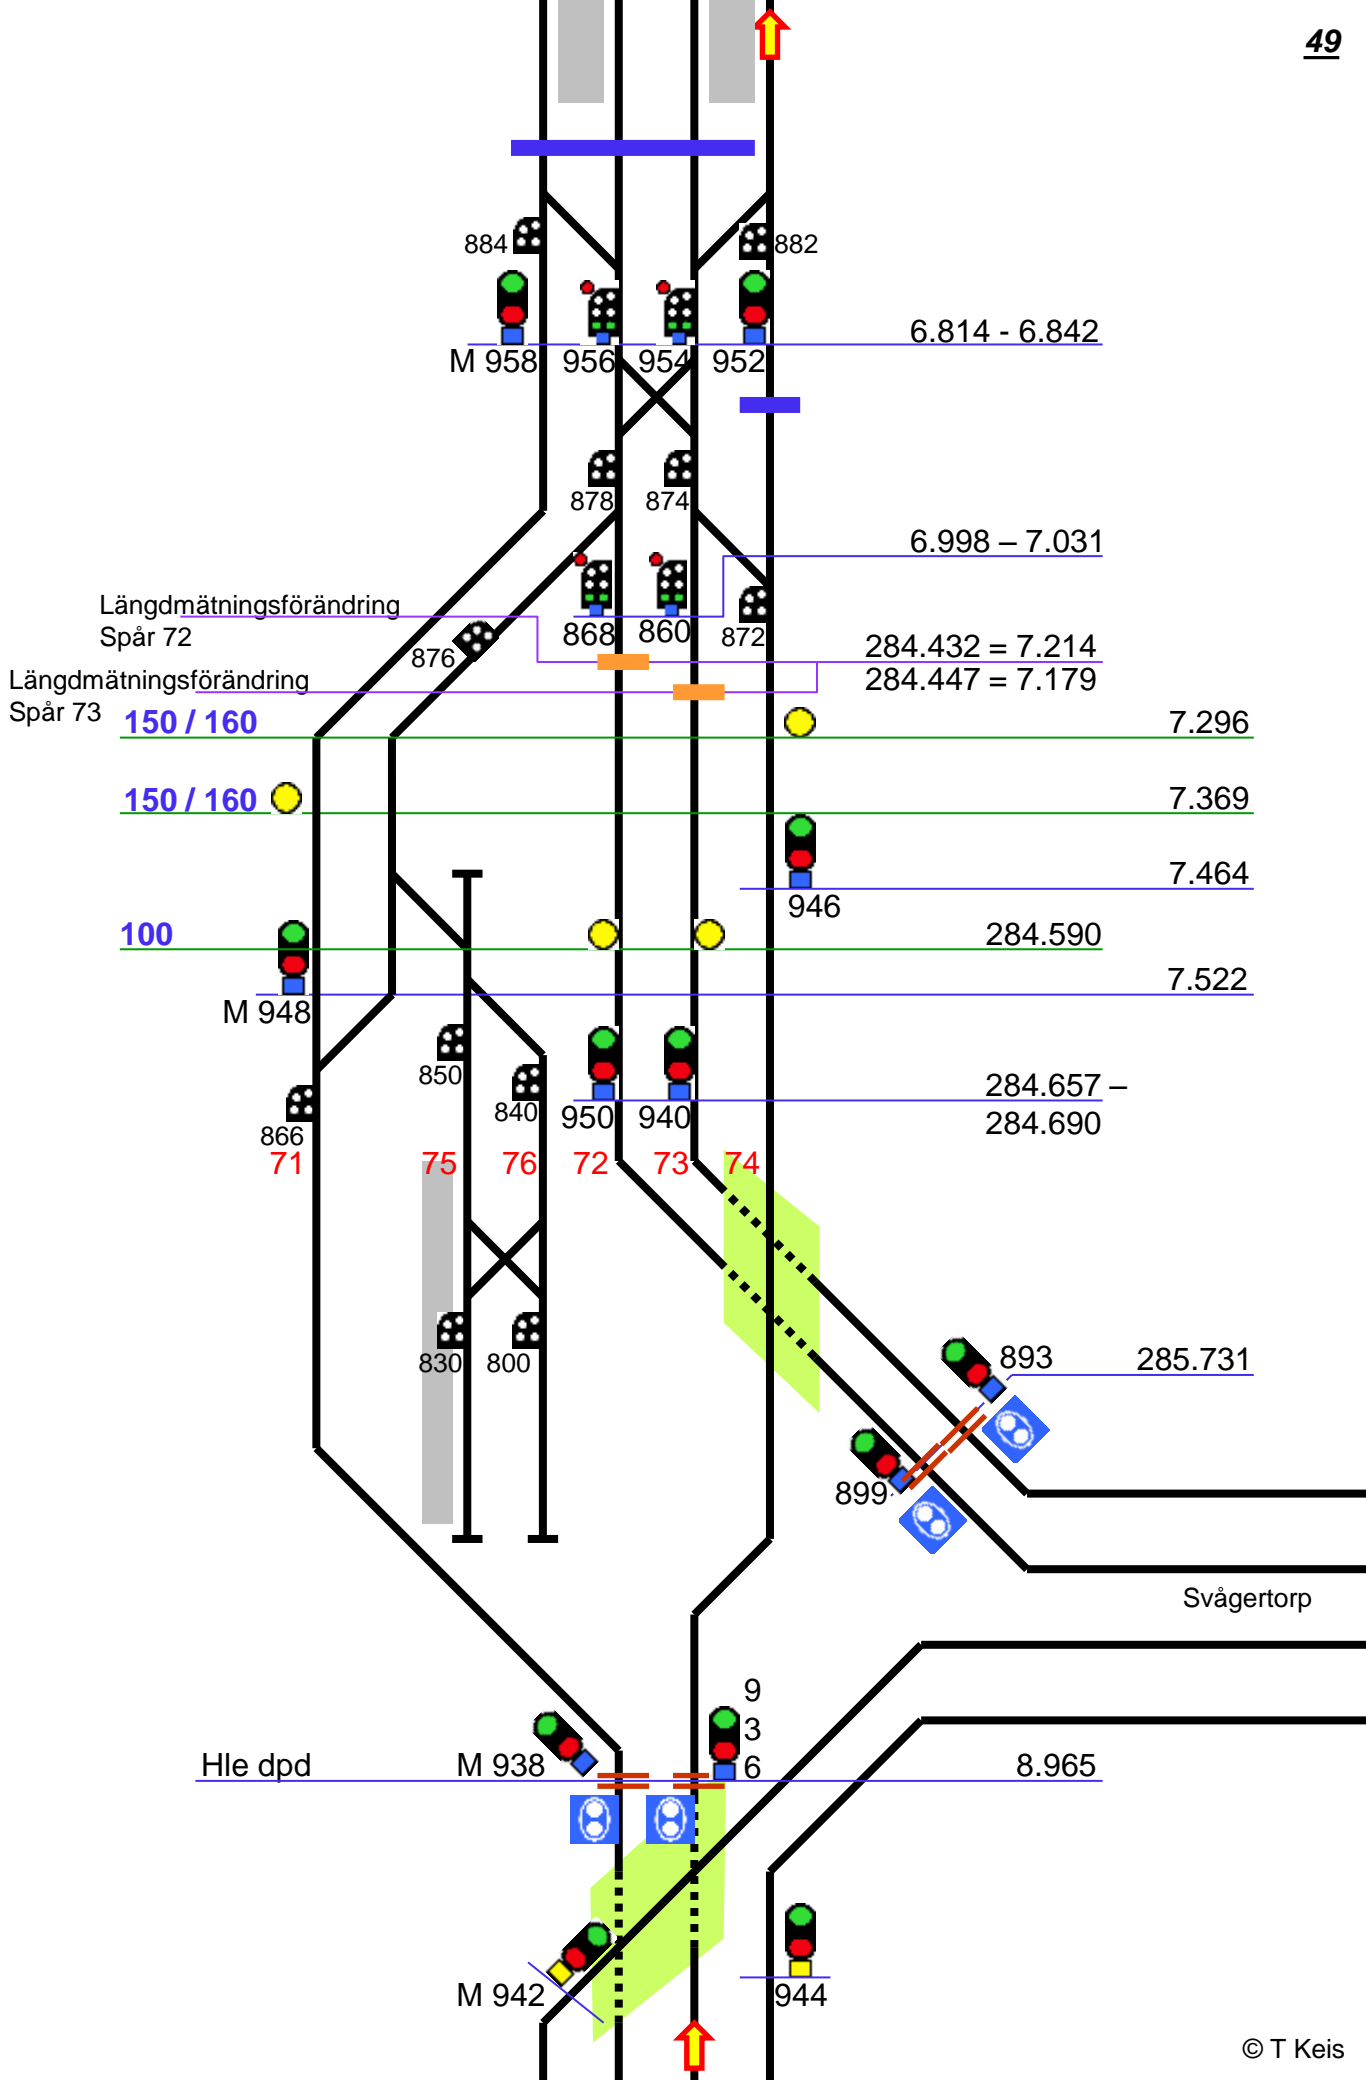 49
884
882
6.814 - 6.842
M 958
956
954
952
878
874
6.998 – 7.031
Längdmätningsförändring
Spår 72
876
868
860
872
284.432 = 7.214
284.447 = 7.179
Längdmätningsförändring
Spår 73
150 / 160
7.296
150 / 160
7.369
7.464
946
100
284.590
7.522
M 948
850
840
950
940
284.657 –
284.690
866
71
75
76
72
73
74
830
800
893
285.731
899
Svågertorp
9
3
6
Hle dpd
M 938
8.965
M 942
944
© T Keis